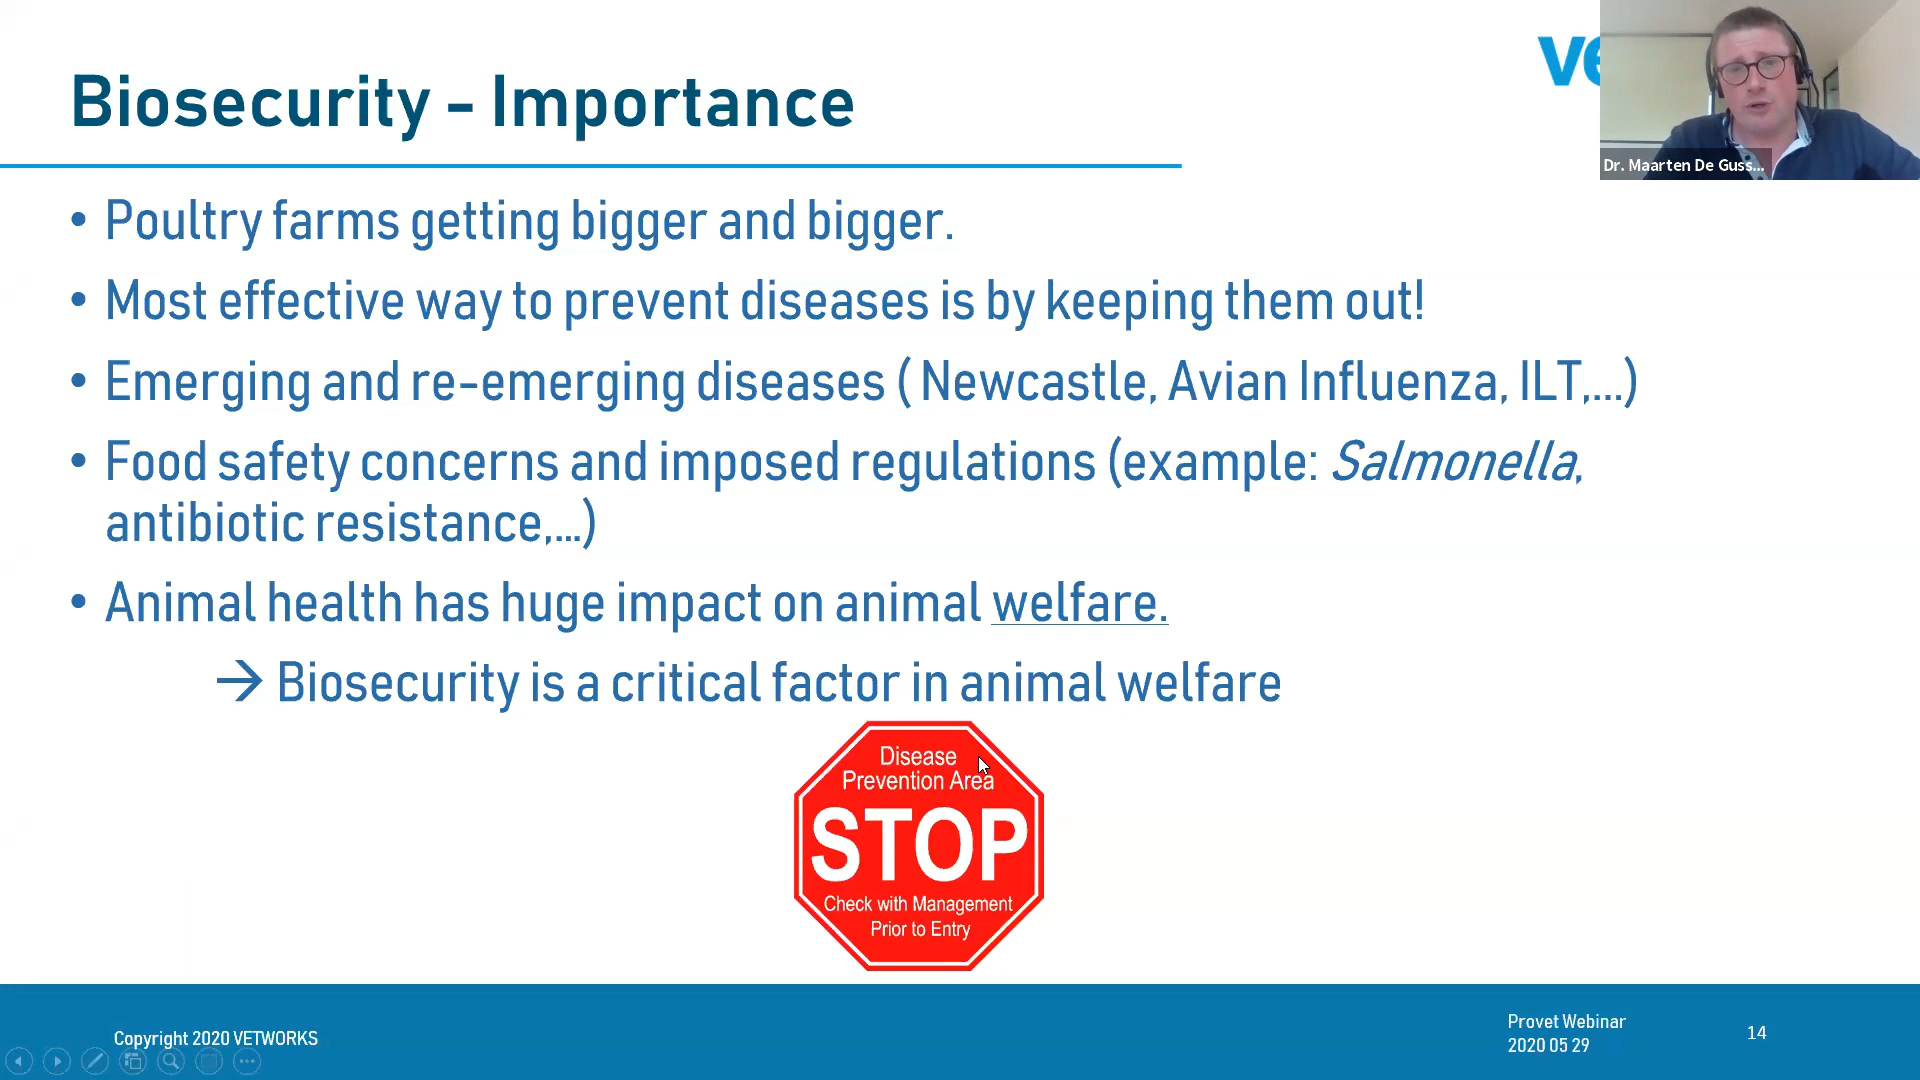 Biosecurity - Importance
Dr. Maarten De Guss...
• Poultry farms getting bigger and bigger.
• Most effective way to prevent diseases is by keeping them out!
• Emerging and re-emerging diseases ( Newcastle, Avian Influenza, ILT,...)
• Food safety concerns and imposed regulations (example: Salmonella,
antibiotic resistance,...)
• Animal health has huge impact on animal welfare.
→ Biosecurity is a critical factor in animal welfare
Disease
Prevention Area
STOP
Check with Management
Prior to Entry
Copyright 2020 VETWORKS
Provet Webinar
2020 05 29
14